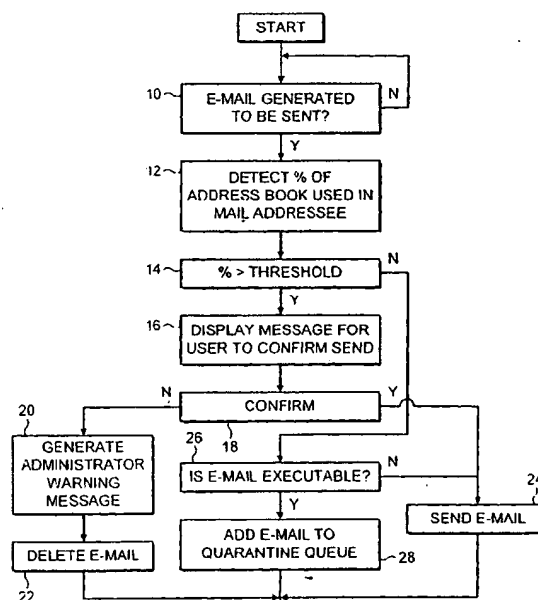 START
10
E-MAIL GENERATED
TO BE SENT?
N
Y
12
DETECT % OF
ADDRESS BOOK USED IN
MAIL ADDRESSEE
14
% > THRESHOLD
N
Y
16
DISPLAY MESSAGE FOR
USER TO CONFIRM SEND
N
CONFIRM
Y
18
20
GENERATE
ADMINISTRATOR
WARNING
MESSAGE
26
IS E-MAIL EXECUTABLE?
N
Y
24
SEND E-MAIL
DELETE E-MAIL
22
ADD E-MAIL TO
QUARANTINE QUEUE
28